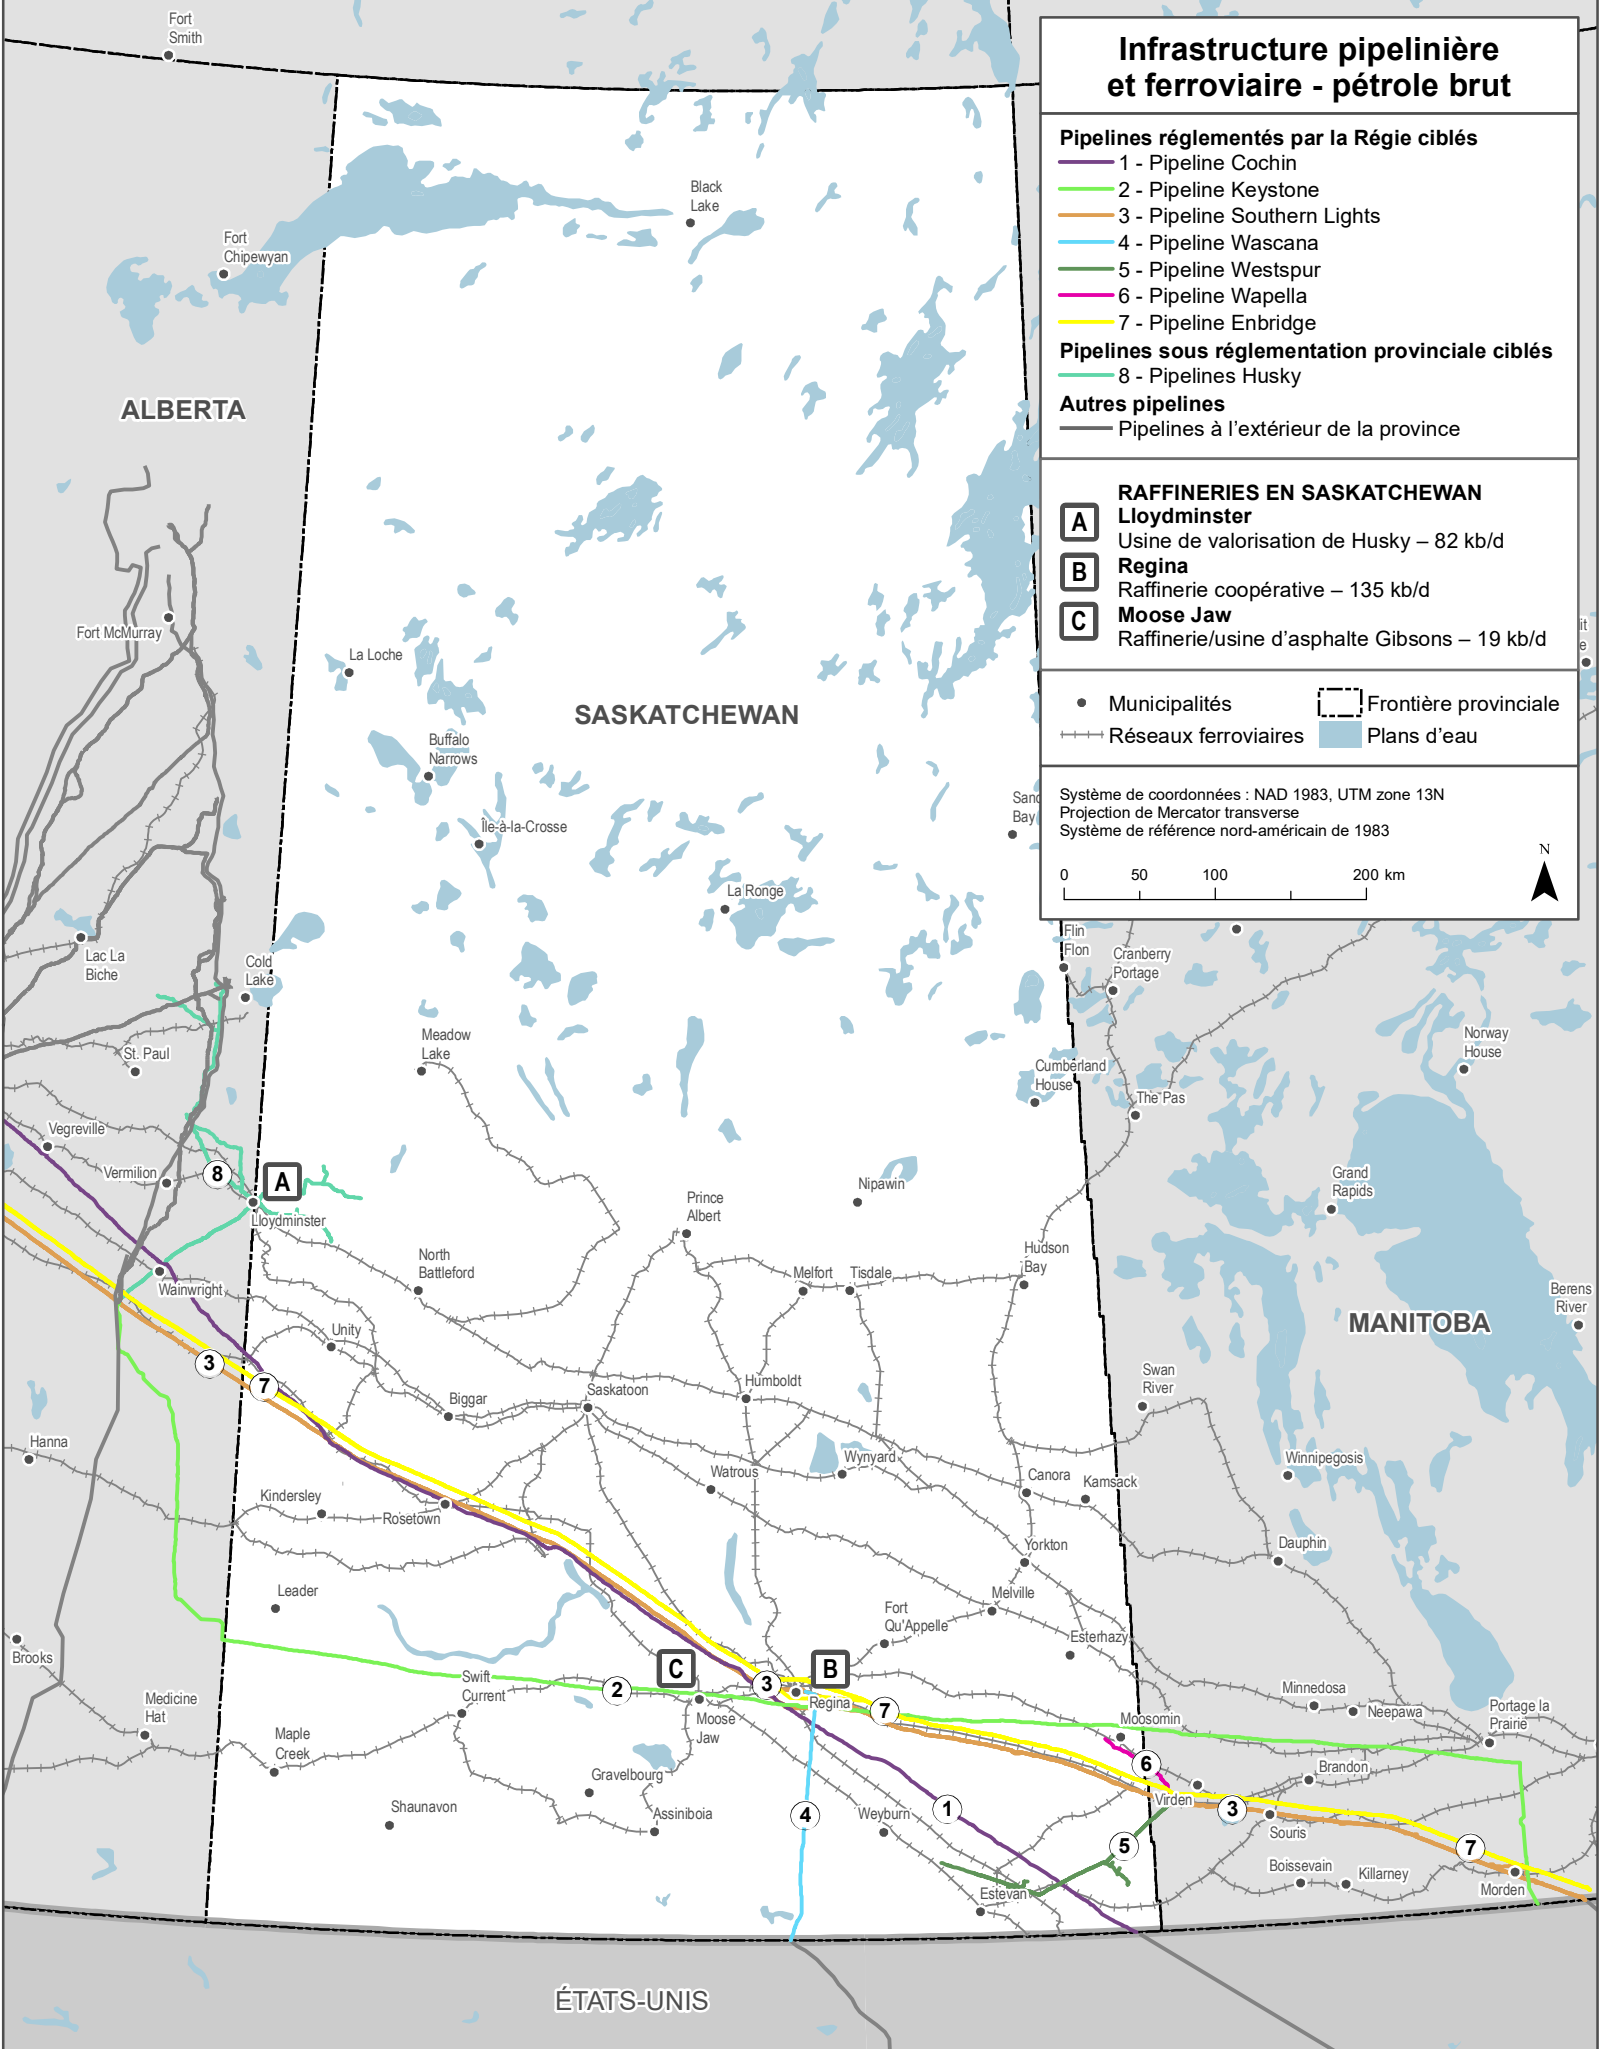 Infrastructure pipelinière
et ferroviaire - pétrole brut
Pipelines réglementés par la Régie ciblés
1 - Pipeline Cochin
2 - Pipeline Keystone
3 - Pipeline Southern Lights
4 - Pipeline Wascana
5 - Pipeline Westspur
6 - Pipeline Wapella
7 - Pipeline Enbridge
Pipelines sous réglementation provinciale ciblés
8 - Pipelines Husky
Autres pipelines
Pipelines à l'extérieur de la province
RAFFINERIES EN SASKATCHEWAN
A
Lloydminster
Usine de valorisation de Husky – 82 kb/d
B
Regina
Raffinerie coopérative – 135 kb/d
C
Moose Jaw
Raffinerie/usine d'asphalte Gibsons – 19 kb/d
Municipalités
Frontière provinciale
Réseaux ferroviaires
Plans d'eau
Système de coordonnées : NAD 1983, UTM zone 13N
Projection de Mercator transverse
Système de référence nord-américain de 1983
N
0 50 100 200 km
Fort
Smith
Black
Lake
Fort
Chipewyan
ALBERTA
Fort McMurray
La Loche
SASKATCHEWAN
Buffalo
Narrows
Île-à-la-Crosse
Sand
Bay
La Ronge
Flin
Flon
Cranberry
Portage
Lac La
Biche
Cold
Lake
Meadow
Lake
Norway
House
St. Paul
Cumberland
House
The Pas
Vegreville
Vermilion
8
A
Lloydminster
Nipawin
Prince
Albert
Grand
Rapids
North
Battleford
Melfort
Tisdale
Hudson
Bay
Wainwright
Berens
River
MANITOBA
Unity
3
7
Biggar
Saskatoon
Humboldt
Swan
River
Hanna
Watrous
Wynyard
Canora
Kamsack
Winnipegosis
Kindersley
Rosetown
Yorkton
Dauphin
Leader
Melville
Fort
Qu'Appelle
Esterhazy
Brooks
C
B
Swift
Current
2
3
Regina
7
Medicine
Hat
Moose
Jaw
Moosomin
Minnedosa
Neepawa
Portage la
Prairie
Maple
Creek
6
Gravelbourg
Brandon
Virden
Shaunavon
Assiniboia
4
Weyburn
1
3
Souris
5
7
Boissevain
Killarney
Estevan
Morden
ÉTATS-UNIS